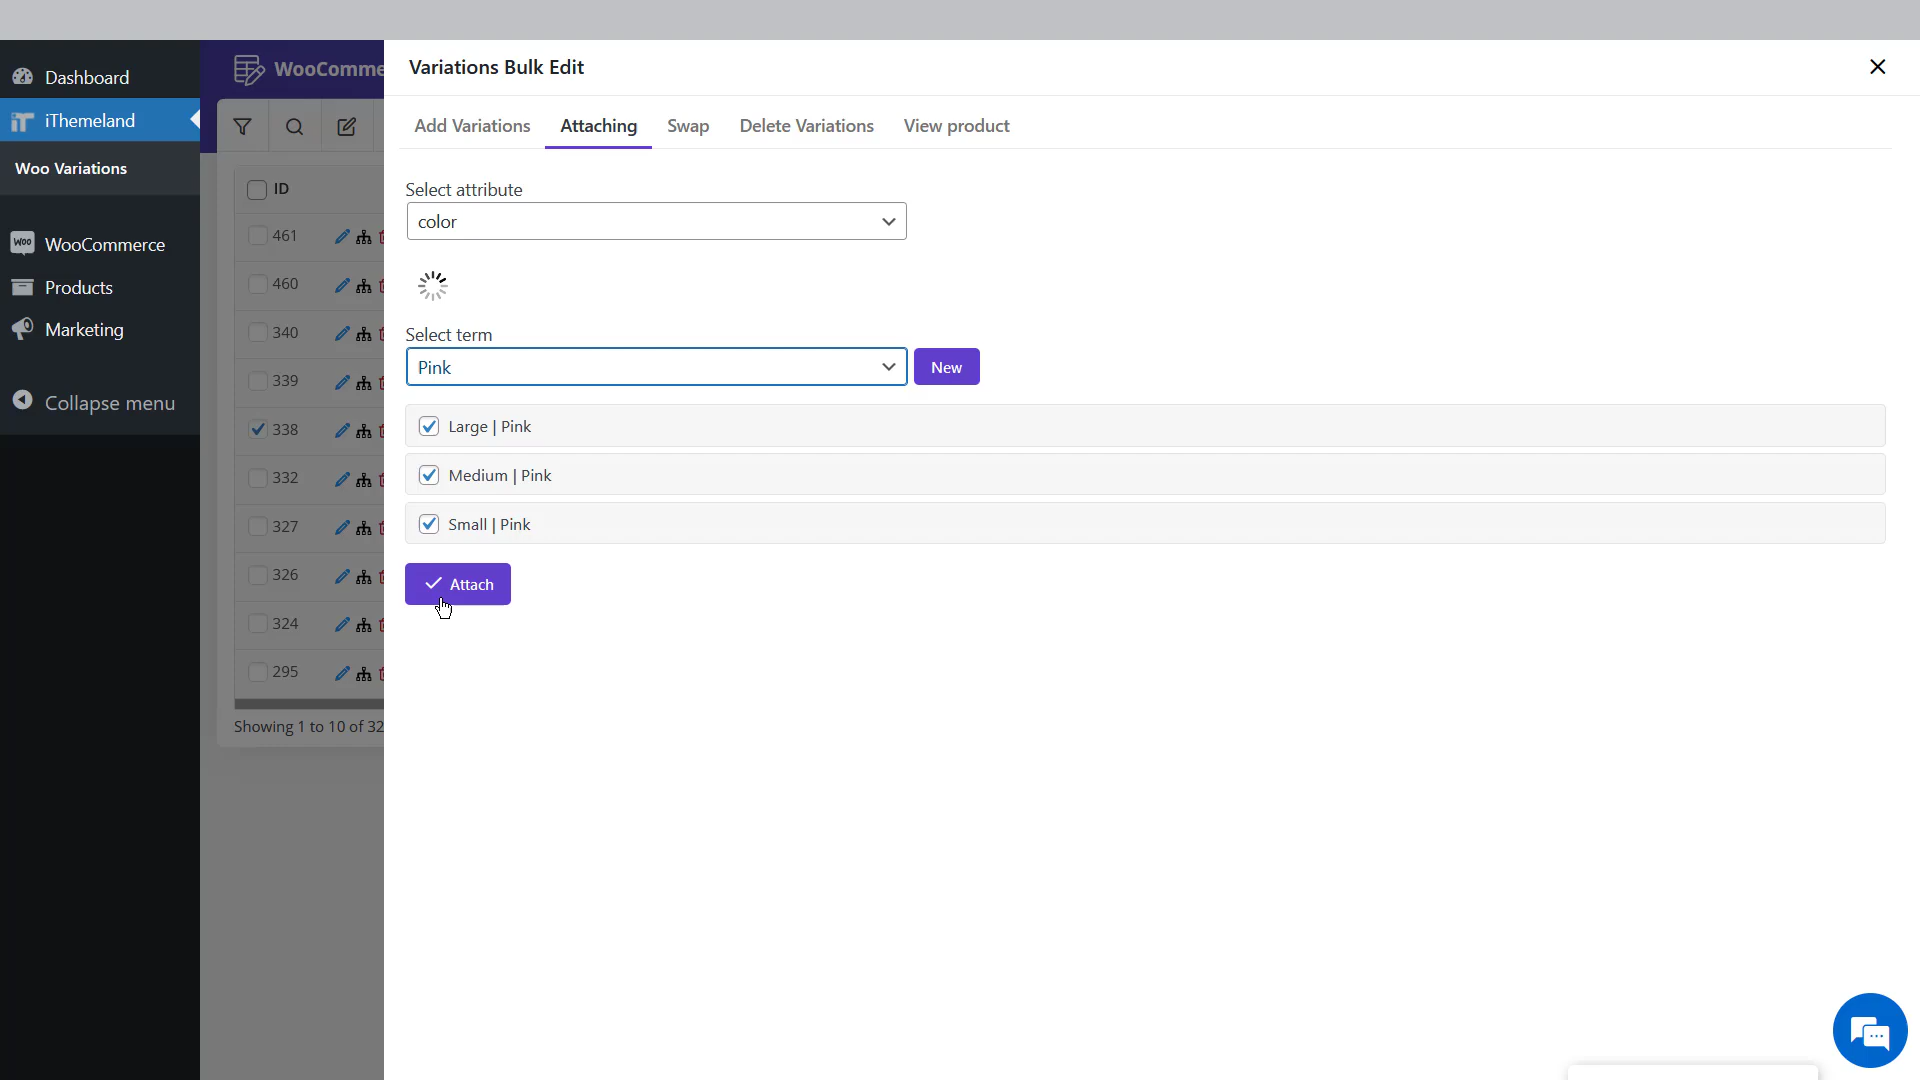 Dashboard
iThemeland
Woo Variations
WooCommerce
Products
Marketing
Collapse menu
WooComme
ID
461
460
340
339
338
332
327
326
324
295
Showing 1 to 10 of 32
Variations Bulk Edit
Add Variations Attaching Swap Delete Variations View product
Select attribute
color
Select term
Pink
New
Large | Pink
Medium | Pink
Small | Pink
Attach